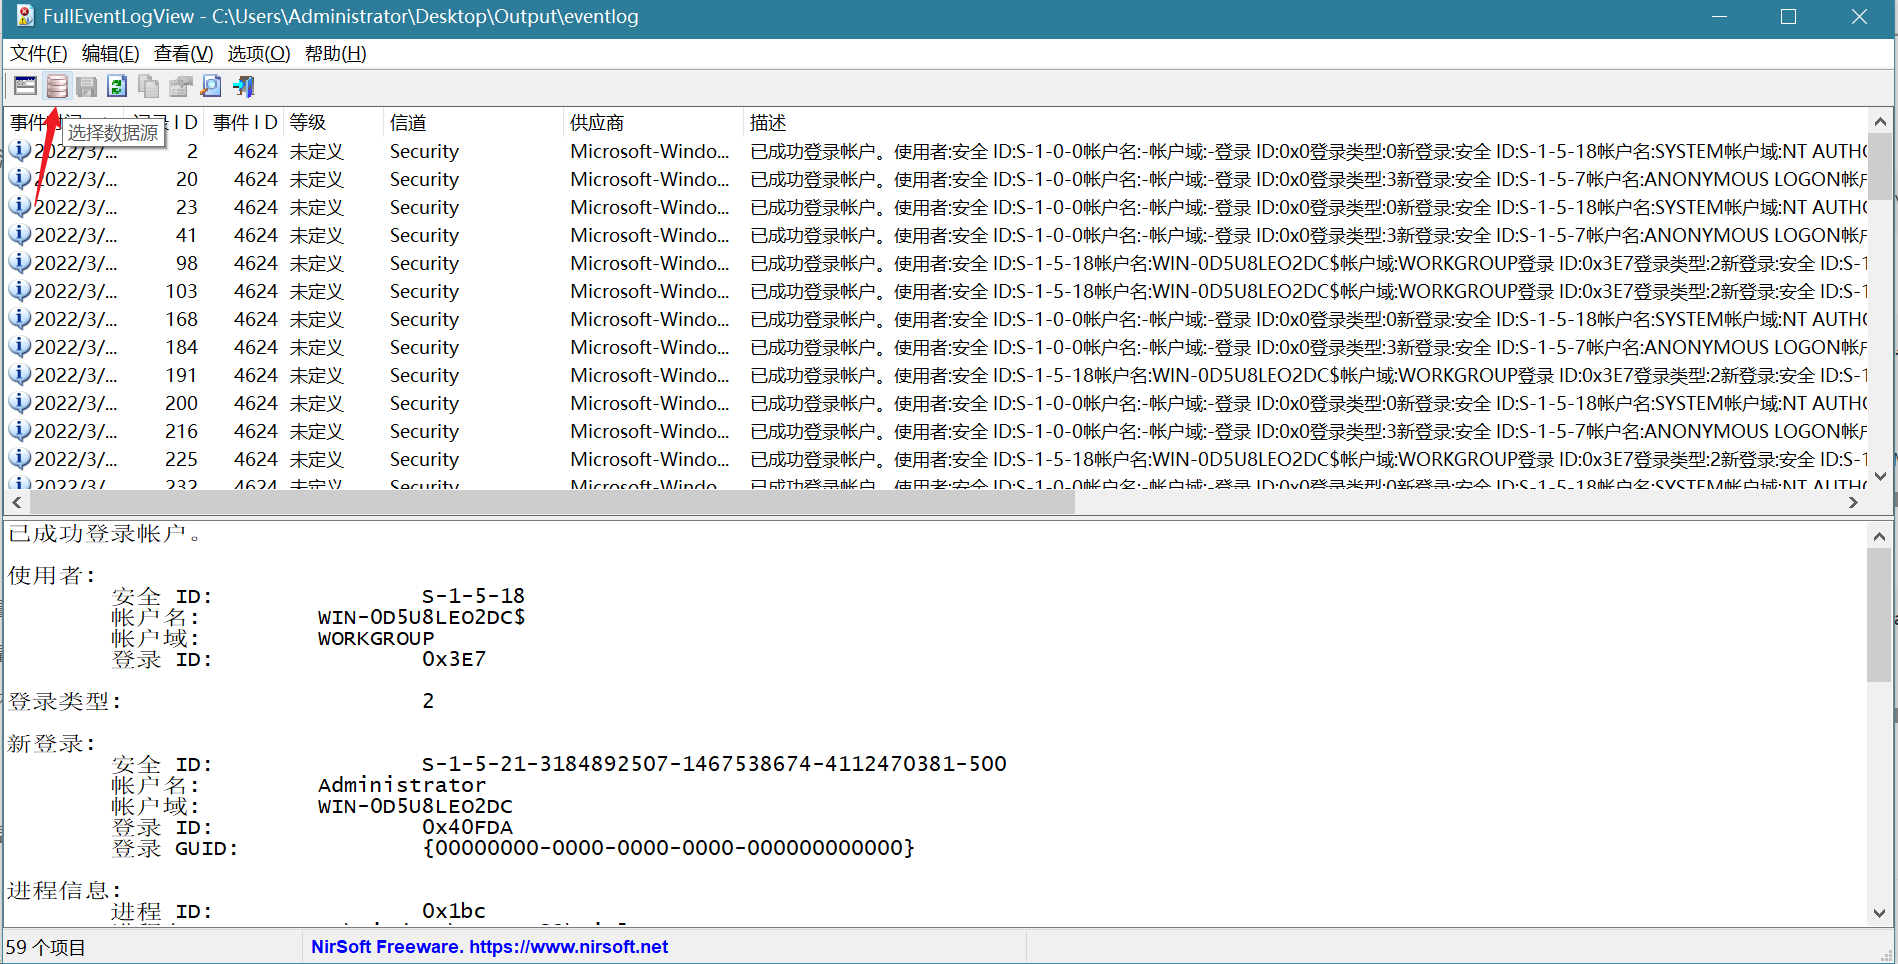 FullEventLogView - C:\Users\Administrator\Desktop\Output\eventlog
文件(F) 编辑(E) 查看(V) 选项(O) 帮助(H)
选择数据源
事件 I D 事件 I D 等级 信道 供应商 描述
2022/3/... 2 4624 未定义 Security Microsoft-Windo... 已成功登录帐户。使用者:安全 ID:S-1-0-0帐户名:-帐户域:-登录 ID:0x0登录类型:0新登录:安全 ID:S-1-5-18帐户名:SYSTEM帐户域:NT AUTHO
2022/3/... 20 4624 未定义 Security Microsoft-Windo... 已成功登录帐户。使用者:安全 ID:S-1-0-0帐户名:-帐户域:-登录 ID:0x0登录类型:3新登录:安全 ID:S-1-5-7帐户名:ANONYMOUS LOGON帐户
2022/3/... 23 4624 未定义 Security Microsoft-Windo... 已成功登录帐户。使用者:安全 ID:S-1-0-0帐户名:-帐户域:-登录 ID:0x0登录类型:0新登录:安全 ID:S-1-5-18帐户名:SYSTEM帐户域:NT AUTHO
2022/3/... 41 4624 未定义 Security Microsoft-Windo... 已成功登录帐户。使用者:安全 ID:S-1-0-0帐户名:-帐户域:-登录 ID:0x0登录类型:3新登录:安全 ID:S-1-5-7帐户名:ANONYMOUS LOGON帐户
2022/3/... 98 4624 未定义 Security Microsoft-Windo... 已成功登录帐户。使用者:安全 ID:S-1-5-18帐户名:WIN-0D5U8LEO2DC$帐户域:WORKGROUP登录 ID:0x3E7登录类型:2新登录:安全 ID:S-1
2022/3/... 103 4624 未定义 Security Microsoft-Windo... 已成功登录帐户。使用者:安全 ID:S-1-5-18帐户名:WIN-0D5U8LEO2DC$帐户域:WORKGROUP登录 ID:0x3E7登录类型:2新登录:安全 ID:S-1
2022/3/... 168 4624 未定义 Security Microsoft-Windo... 已成功登录帐户。使用者:安全 ID:S-1-0-0帐户名:-帐户域:-登录 ID:0x0登录类型:0新登录:安全 ID:S-1-5-18帐户名:SYSTEM帐户域:NT AUTHO
2022/3/... 184 4624 未定义 Security Microsoft-Windo... 已成功登录帐户。使用者:安全 ID:S-1-0-0帐户名:-帐户域:-登录 ID:0x0登录类型:3新登录:安全 ID:S-1-5-7帐户名:ANONYMOUS LOGON帐户
2022/3/... 191 4624 未定义 Security Microsoft-Windo... 已成功登录帐户。使用者:安全 ID:S-1-5-18帐户名:WIN-0D5U8LEO2DC$帐户域:WORKGROUP登录 ID:0x3E7登录类型:2新登录:安全 ID:S-1
2022/3/... 200 4624 未定义 Security Microsoft-Windo... 已成功登录帐户。使用者:安全 ID:S-1-0-0帐户名:-帐户域:-登录 ID:0x0登录类型:0新登录:安全 ID:S-1-5-18帐户名:SYSTEM帐户域:NT AUTHO
2022/3/... 216 4624 未定义 Security Microsoft-Windo... 已成功登录帐户。使用者:安全 ID:S-1-0-0帐户名:-帐户域:-登录 ID:0x0登录类型:3新登录:安全 ID:S-1-5-7帐户名:ANONYMOUS LOGON帐户
2022/3/... 225 4624 未定义 Security Microsoft-Windo... 已成功登录帐户。使用者:安全 ID:S-1-5-18帐户名:WIN-0D5U8LEO2DC$帐户域:WORKGROUP登录 ID:0x3E7登录类型:2新登录:安全 ID:S-1
2022/3/ 232 4624 未定义 Security Microsoft-Windo 已成功登录帐户。使用者:安全 ID:S-1-0-0帐户名:-帐户域:-登录 ID:0x0登录类型:0新登录:安全 ID:S-1-5-18帐户名:SYSTEM帐户域:NT AUTHO
已成功登录帐户。
使用者:
安全 ID: S-1-5-18
帐户名: WIN-0D5U8LEO2DC$
帐户域: WORKGROUP
登录 ID: 0x3E7
登录类型: 2
新登录:
安全 ID: S-1-5-21-3184892507-1467538674-4112470381-500
帐户名: Administrator
帐户域: WIN-0D5U8LEO2DC
登录 ID: 0x40FDA
登录 GUID: {00000000-0000-0000-0000-000000000000}
进程信息:
进程 ID: 0x1bc
59 个项目 NirSoft Freeware. https://www.nirsoft.net